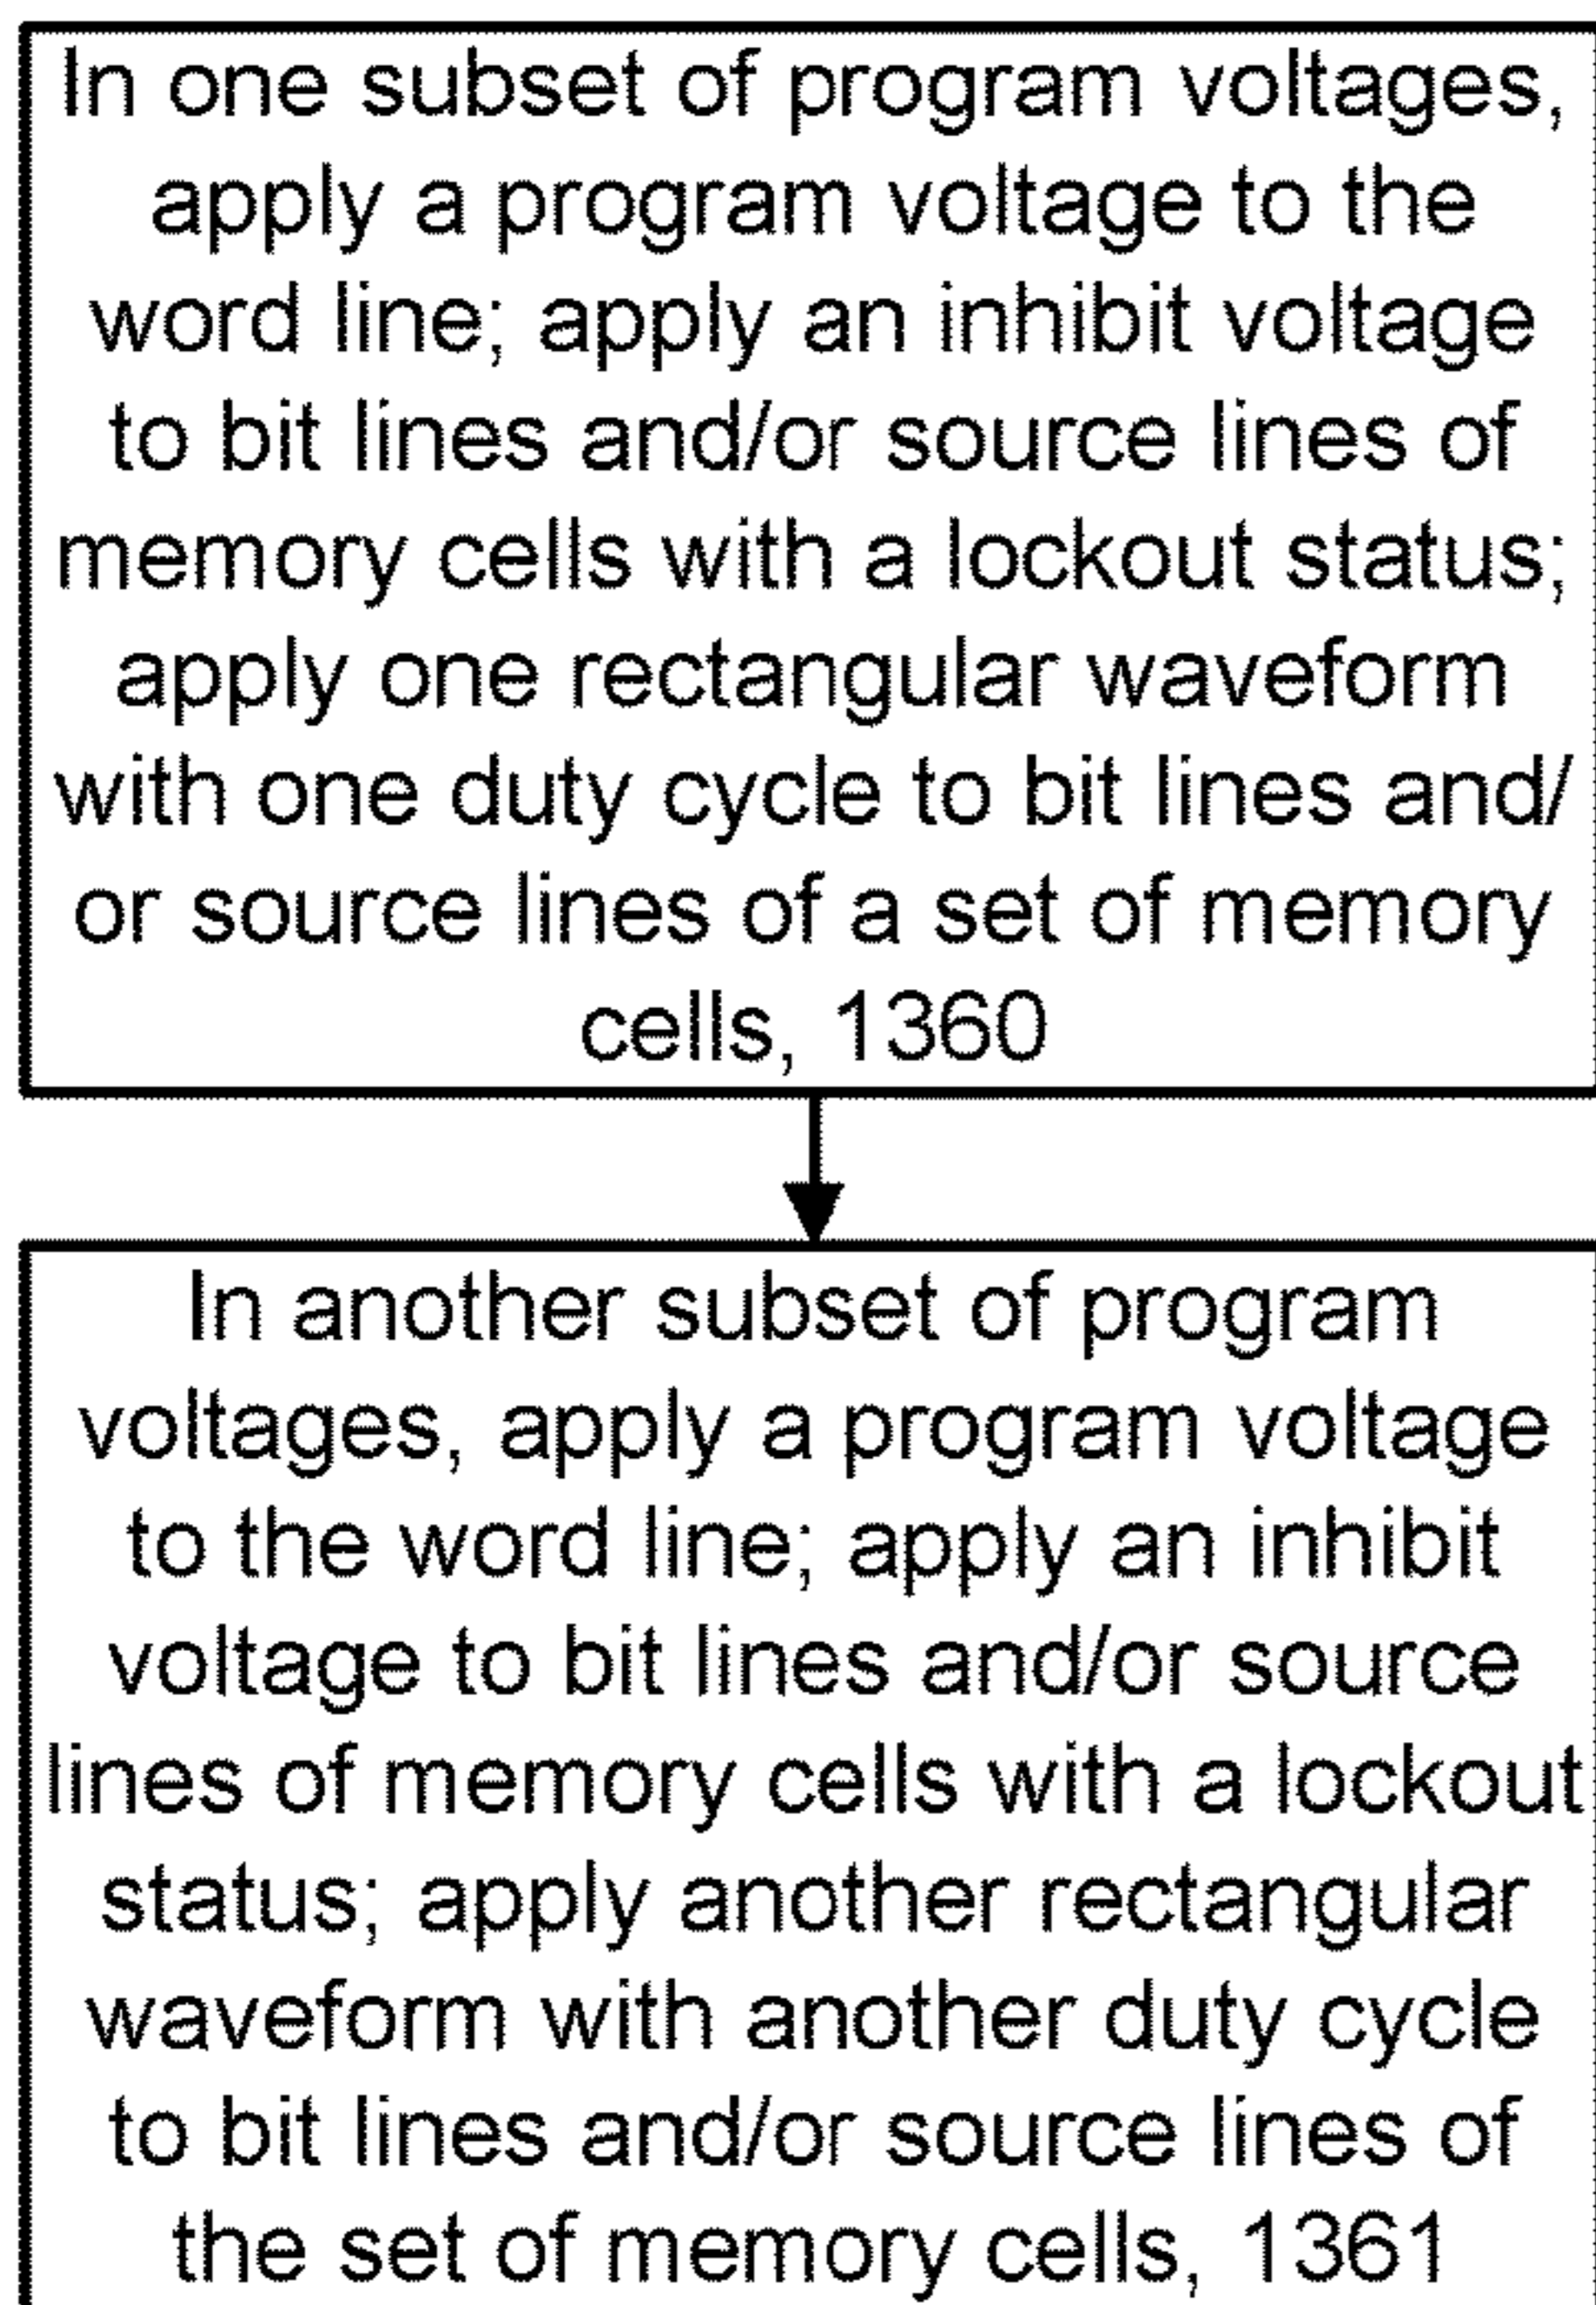 In one subset of program voltages,
apply a program voltage to the
word line; apply an inhibit voltage
to bit lines and/or source lines of
memory cells with a lockout status;
apply one rectangular waveform
with one duty cycle to bit lines and/
or source lines of a set of memory
cells, 1360
In another subset of program
voltages, apply a program voltage
to the word line; apply an inhibit
voltage to bit lines and/or source
lines of memory cells with a lockout
status; apply another rectangular
waveform with another duty cycle
to bit lines and/or source lines of
the set of memory cells, 1361